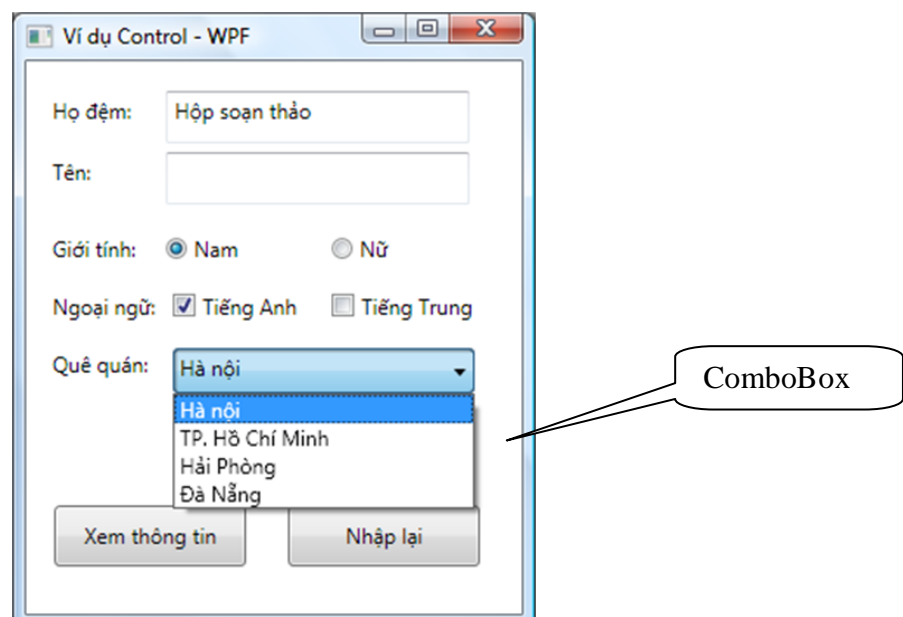 Ví dụ Control - WPF
Họ đệm: Hộp soạn thảo
Tên:
Giới tính: Nam Nữ
Ngoại ngữ: Tiếng Anh Tiếng Trung
Quê quán: Hà nội
ComboBox
Hà nội
TP. Hồ Chí Minh
Hải Phòng
Đà Nẵng
Xem thông tin Nhập lại